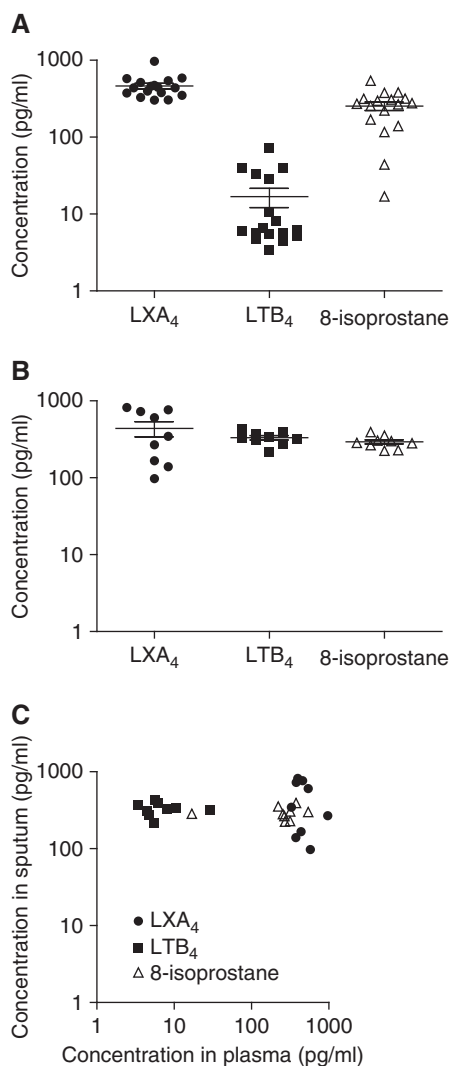 A
Concentration (pg/ml)
1000
100
10
1
LXA₄
LTB₄
8-isoprostane
B
Concentration (pg/ml)
1000
100
10
1
LXA₄
LTB₄
8-isoprostane
C
Concentration in sputum (pg/ml)
1000
100
10
1
LXA₄
LTB₄
8-isoprostane
1
10
100
1000
Concentration in plasma (pg/ml)